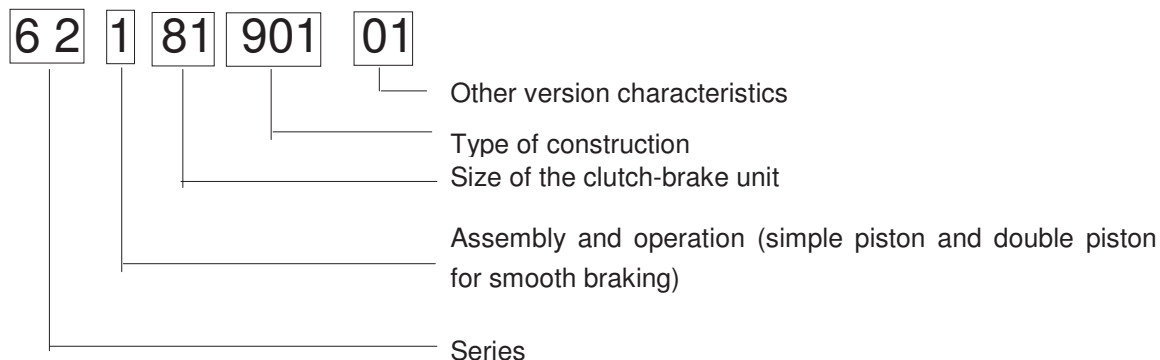 6 2 1 81 901 01
Other version characteristics
Type of construction
Size of the clutch-brake unit
Assembly and operation (simple piston and double piston
for smooth braking)
Series